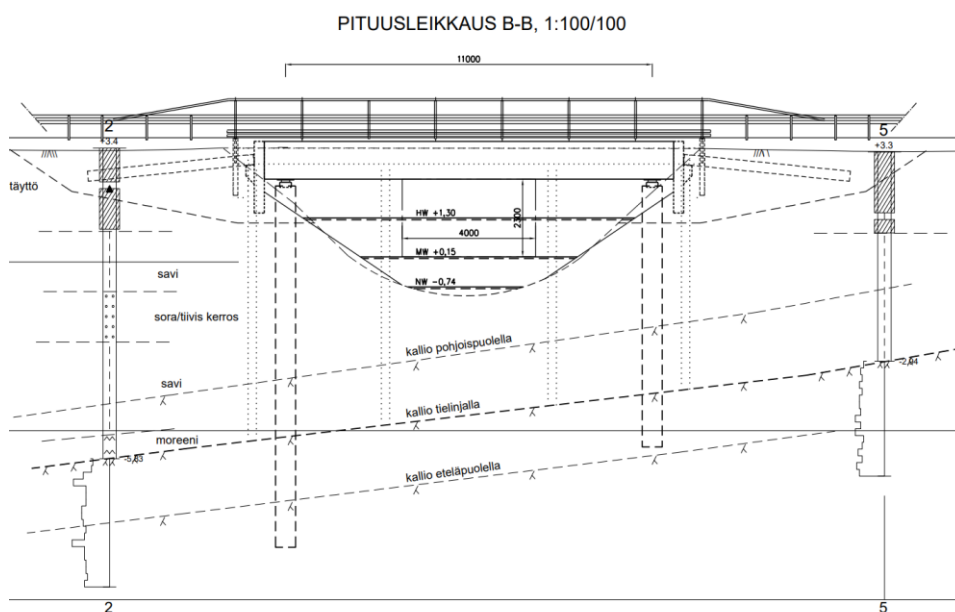 PITUUSLEIKKAUS B-B, 1:100/100
11000
2
+3.4
5
+3.3
täyttö
HW +1,30
2300
4000
MW +0,15
savi
NW -0,74
sora/tiivis kerros
kallio pohjoispuolella
-2,94
savi
kallio tielinjalla
moreeni
-5,83
kallio eteläpuolella
2
5